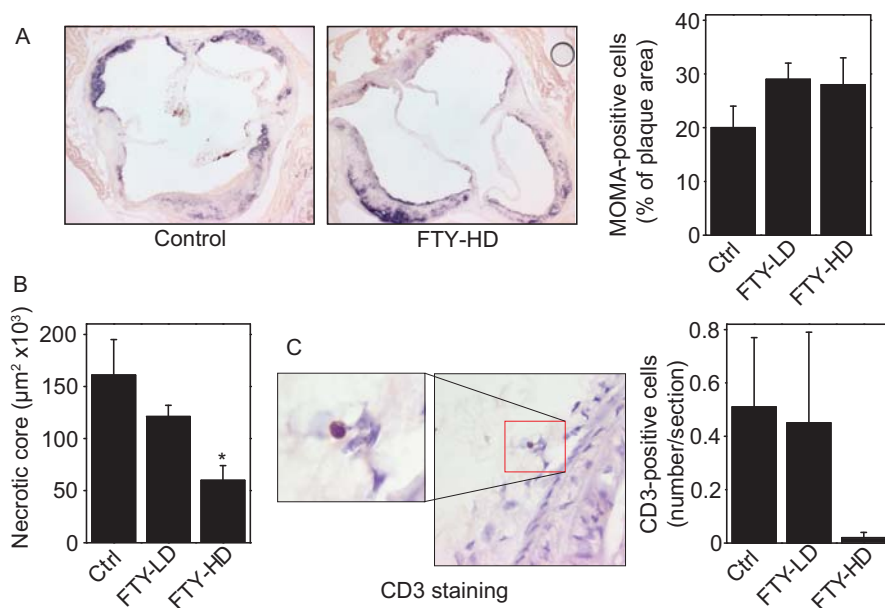 A
Control
FTY-HD
MOMA-positive cells
(% of plaque area)
40
30
20
10
0
Ctrl
FTY-LD
FTY-HD
B
Necrotic core (µm² x10³)
200
150
100
50
0
*
Ctrl
FTY-LD
FTY-HD
C
CD3 staining
CD3-positive cells
(number/section)
0.8
0.6
0.4
0.2
0
Ctrl
FTY-LD
FTY-HD